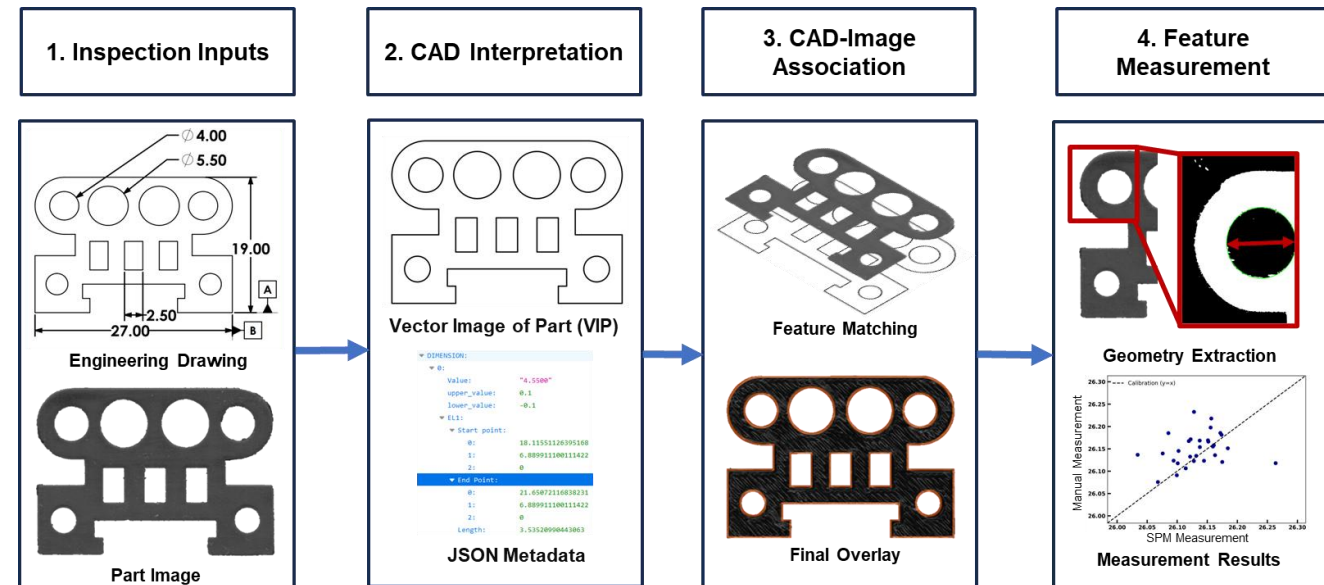 1. Inspection Inputs
2. CAD Interpretation
3. CAD-Image
Association
4. Feature
Measurement
∅ 4.00
∅ 5.50
19.00
A
2.50
27.00
B
Engineering Drawing
Part Image
Vector Image of Part (VIP)
DIMENSION:
0:
Value: "4.5500"
upper_value: 0.1
lower_value: -0.1
EL1:
Start point:
0: 18.11551126395168
1: 6.889911100111422
2: 0
End Point:
0: 21.65072116838231
1: 6.889911100111422
2: 0
Length: 3.53520990443063
JSON Metadata
Feature Matching
Final Overlay
Geometry Extraction
Calibration (y=x)
Manual Measurement
26.30
26.25
26.20
26.15
26.10
26.05
26.00
26.00 26.05 26.10 26.15 26.20 26.25 26.30
SPM Measurement
Measurement Results